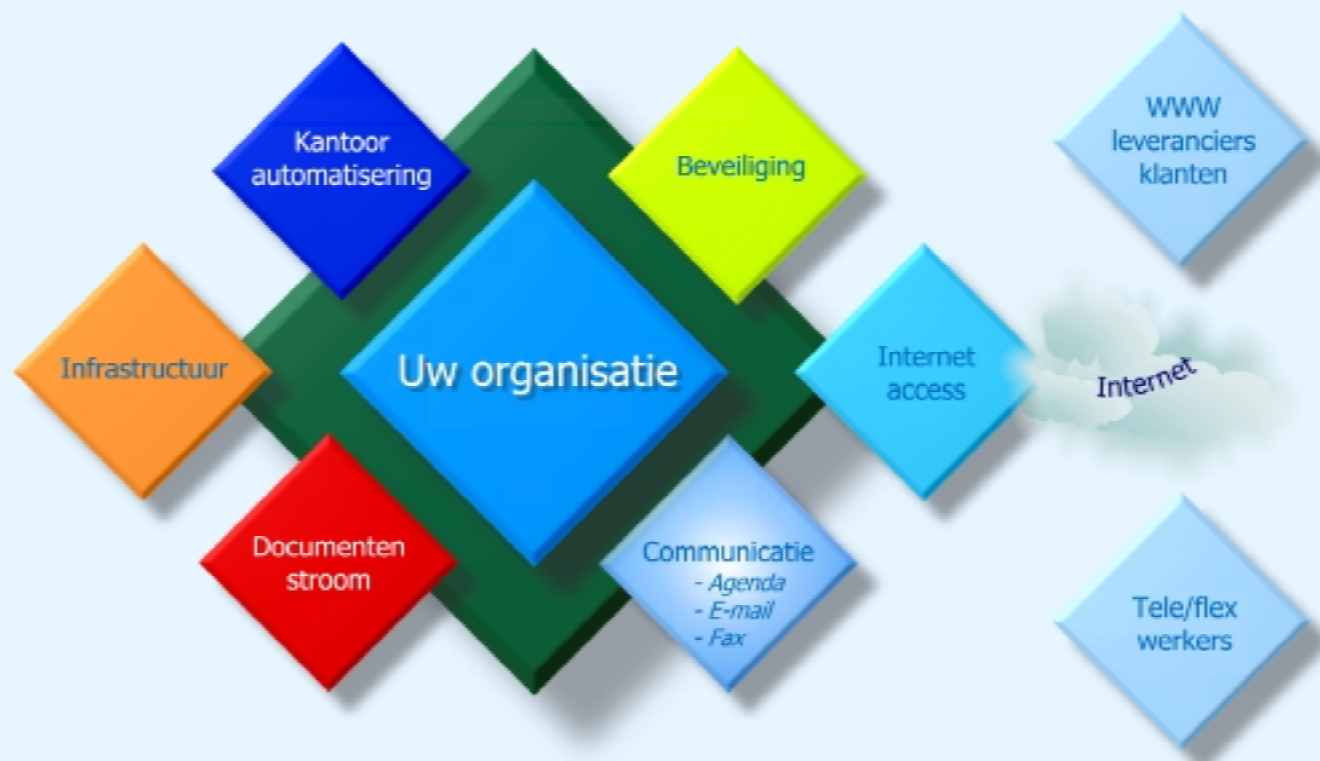 Kantoor
automatisering
Beveiliging
WWW
leveranciers
klanten
Infrastructuur
Uw organisatie
Internet
access
Internet
Documenten
stroom
Communicatie
- Agenda
- E-mail
- Fax
Tele/flex
werkers